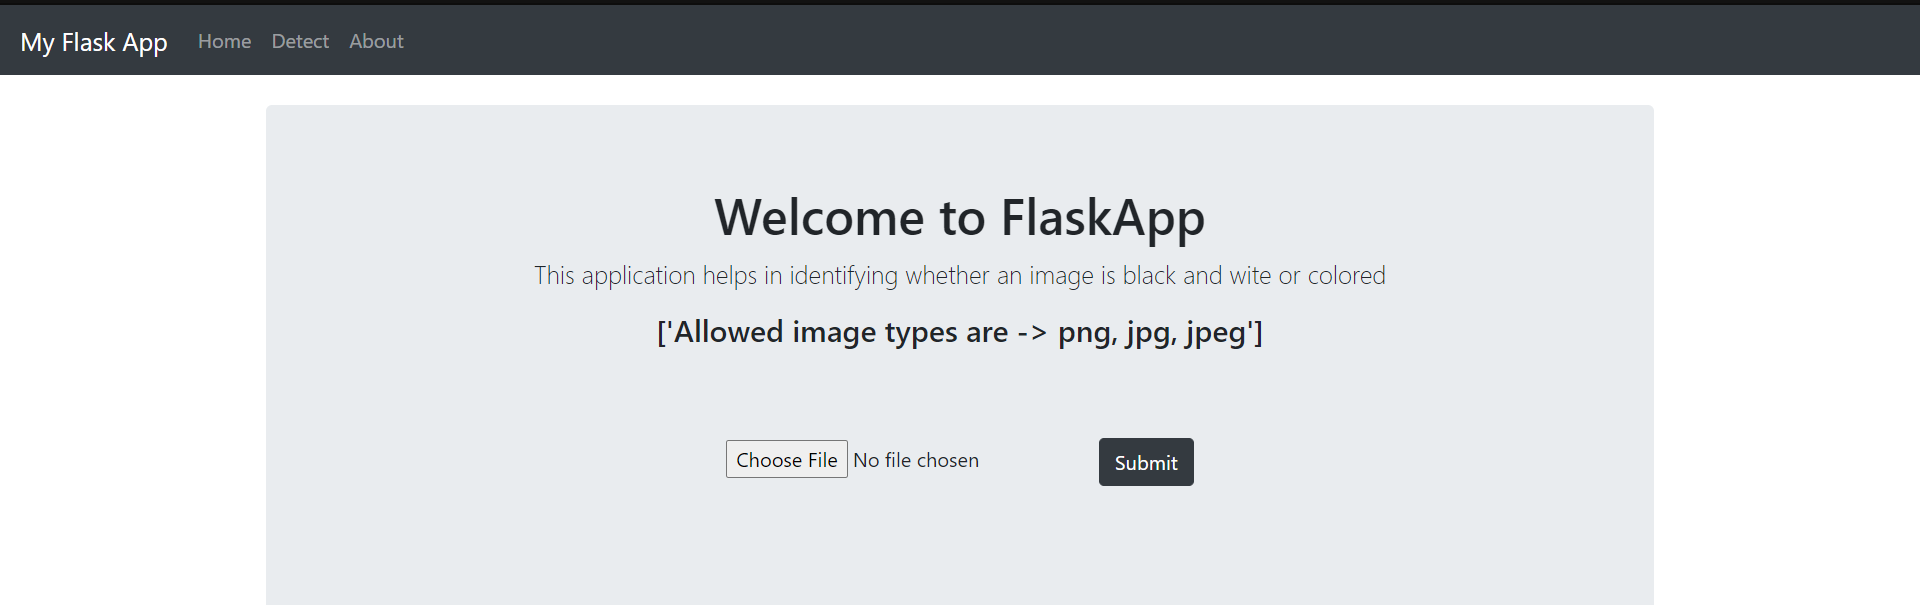 My Flask App Home Detect About
Welcome to FlaskApp
This application helps in identifying whether an image is black and wite or colored
['Allowed image types are -> png, jpg, jpeg']
Choose File No file chosen Submit